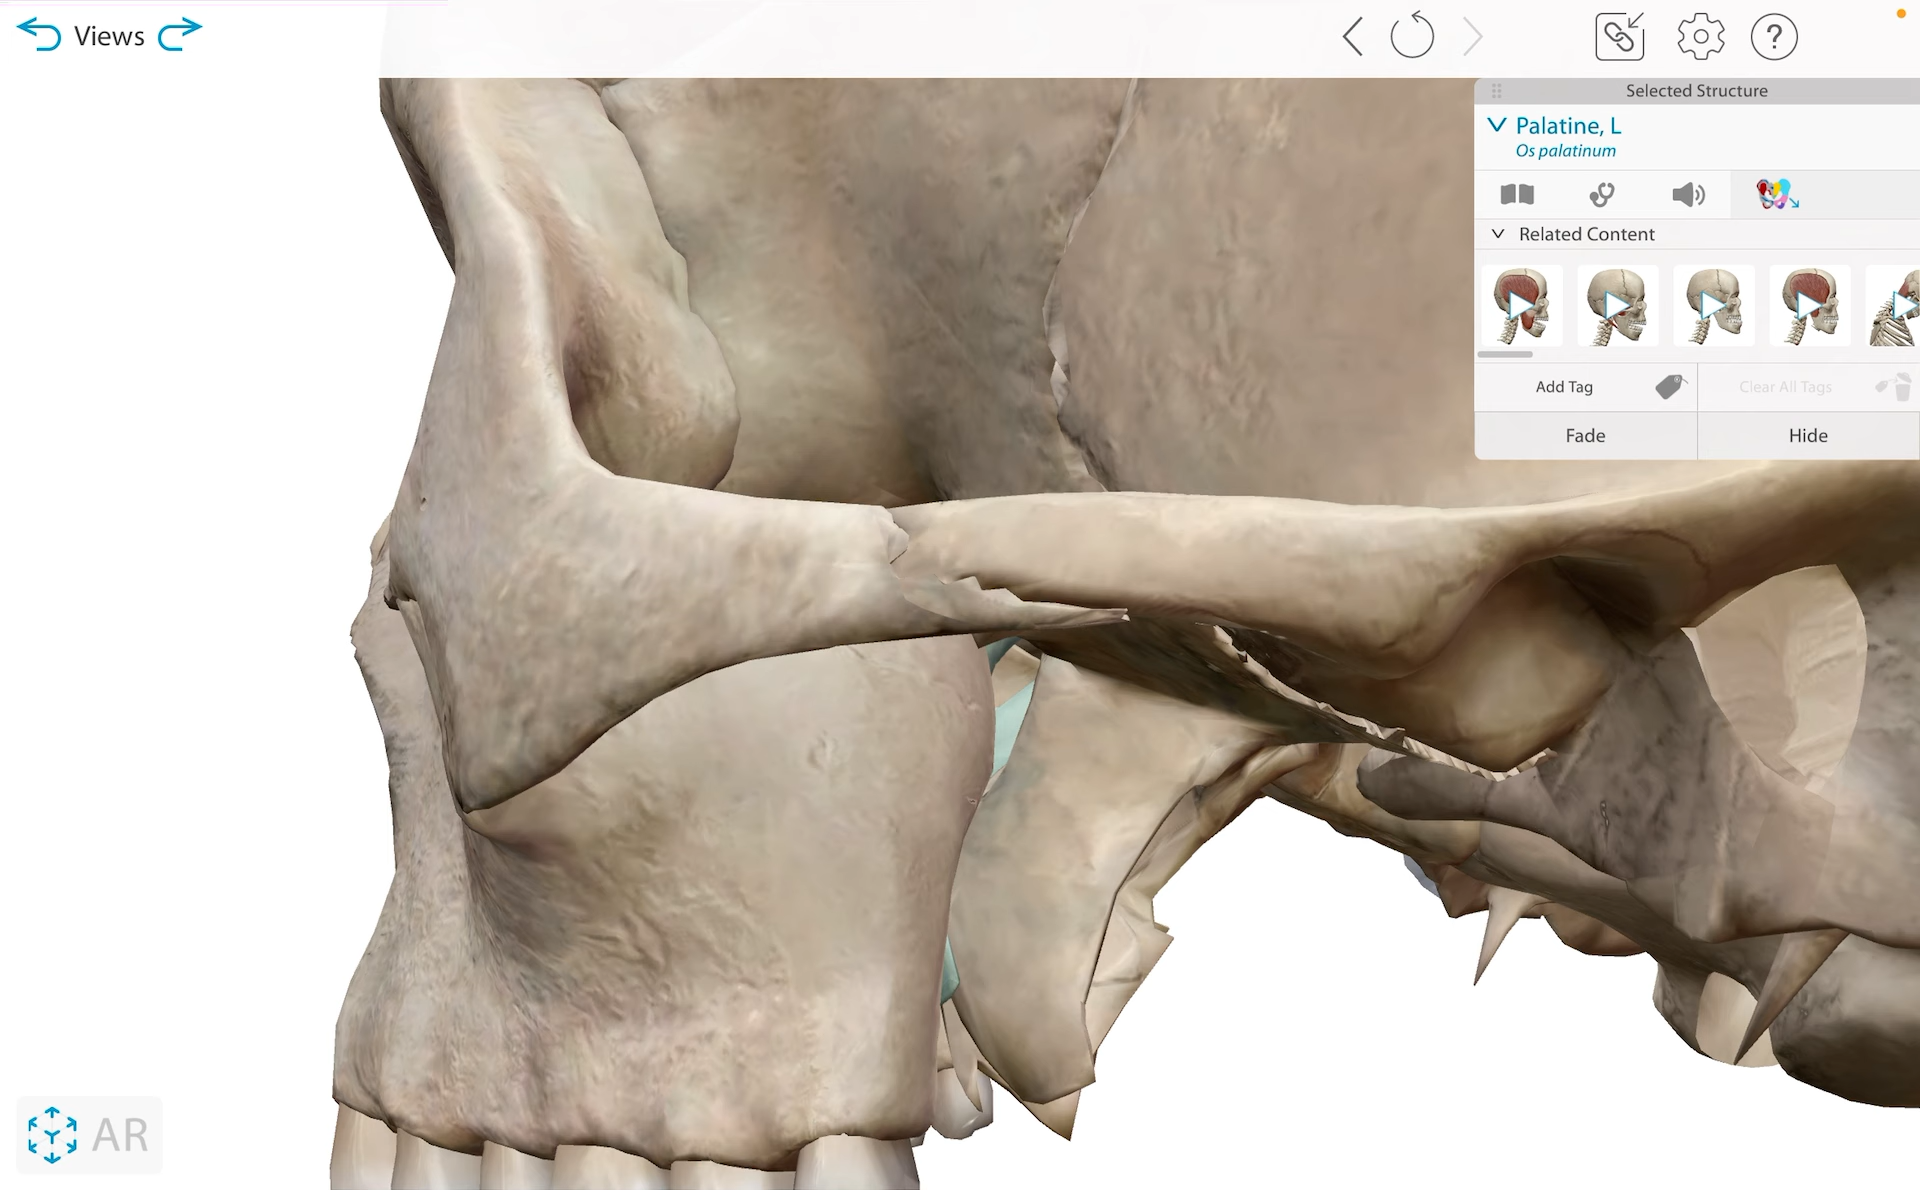 Views
?
Selected Structure
Palatine, L
Os palatinum
Related Content
Add Tag
Clear All Tags
Fade
Hide
AR